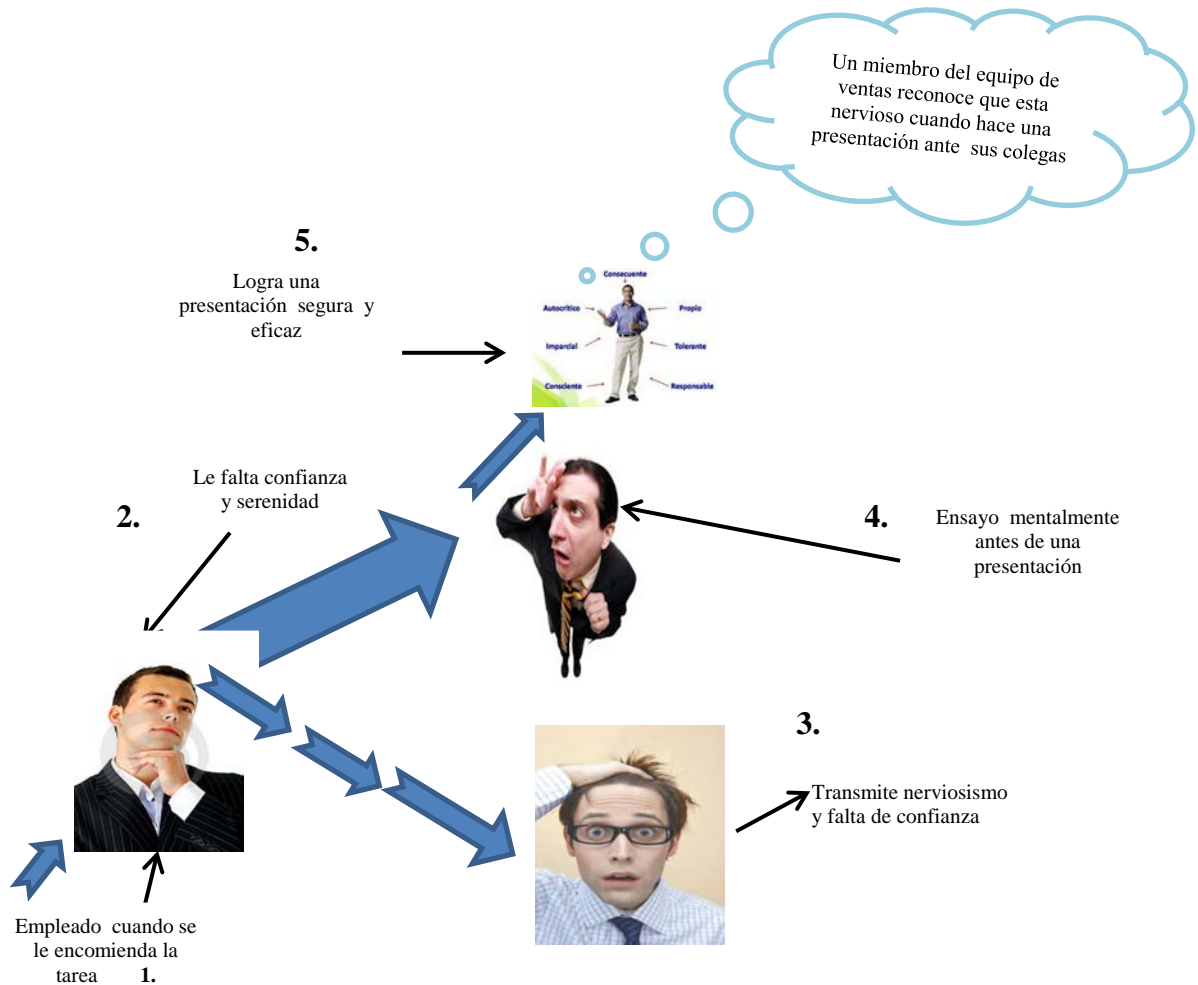 Un miembro del equipo de
ventas reconoce que esta
nervioso cuando hace una
presentación ante sus colegas
5.
Logra una
presentación segura y
eficaz
Consecuente
Autocrítico
Propio
Imparcial
Tolerante
Consciente
Responsable
Le falta confianza
y serenidad
2.
4.
Ensayo mentalmente
antes de una
presentación
3.
Transmite nerviosismo
y falta de confianza
Empleado cuando se
le encomienda la
tarea 1.